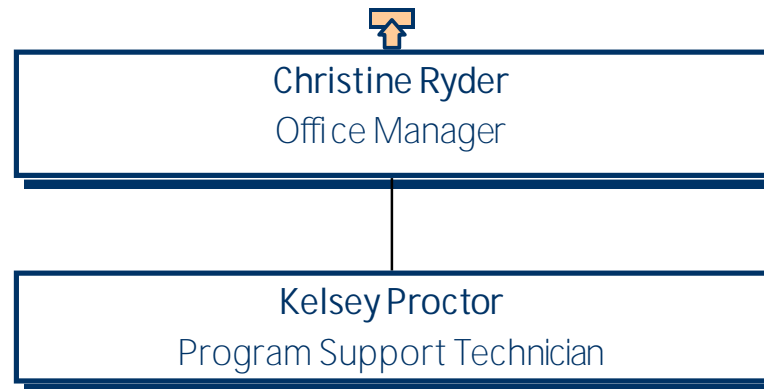 Christine Ryder
Office Manager
Kelsey Proctor
Program Support Technician